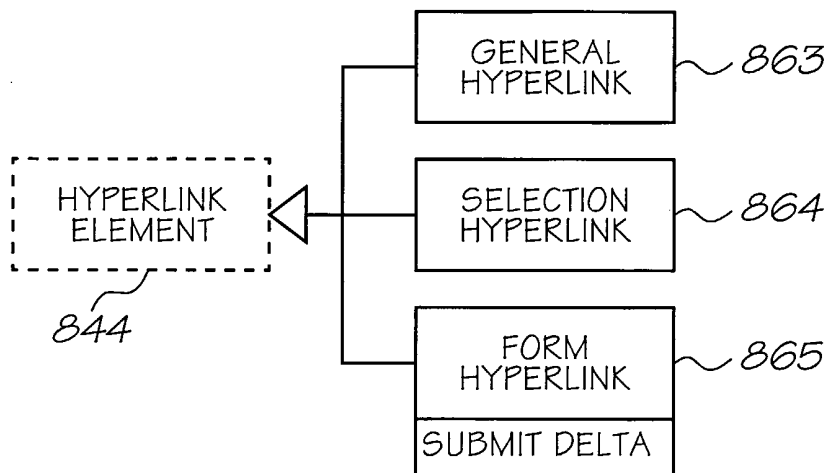 GENERAL
HYPERLINK
863
HYPERLINK
ELEMENT
844
SELECTION
HYPERLINK
864
FORM
HYPERLINK
865
SUBMIT DELTA